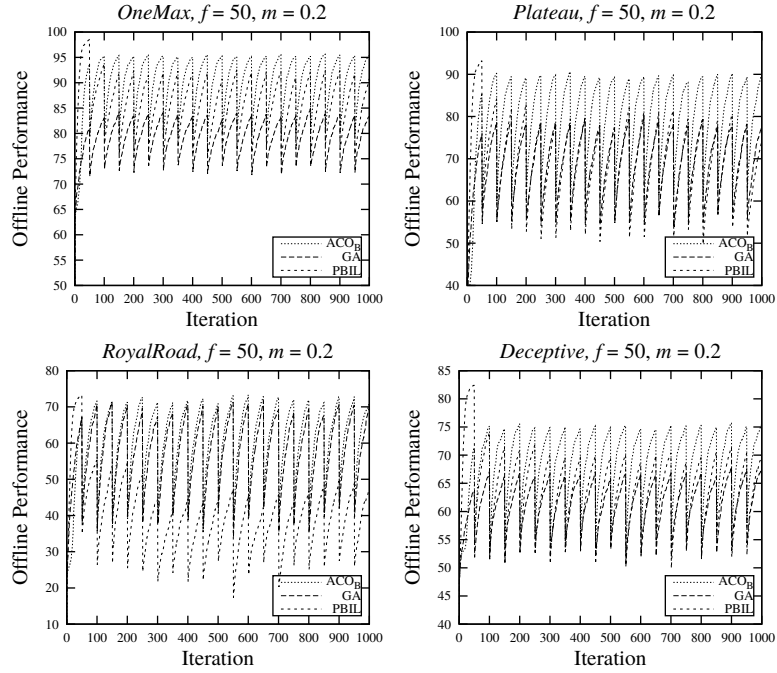 OneMax, f = 50, m = 0.2
Offline Performance
100
95
90
85
80
75
70
65
60
55
50
0 100 200 300 400 500 600 700 800 900 1000
Iteration
ACO_B
GA
PBIL
Plateau, f = 50, m = 0.2
Offline Performance
100
90
80
70
60
50
40
0 100 200 300 400 500 600 700 800 900 1000
Iteration
ACO_B
GA
PBIL
RoyalRoad, f = 50, m = 0.2
Offline Performance
80
70
60
50
40
30
20
10
0 100 200 300 400 500 600 700 800 900 1000
Iteration
ACO_B
GA
PBIL
Deceptive, f = 50, m = 0.2
Offline Performance
85
80
75
70
65
60
55
50
45
40
0 100 200 300 400 500 600 700 800 900 1000
Iteration
ACO_B
GA
PBIL